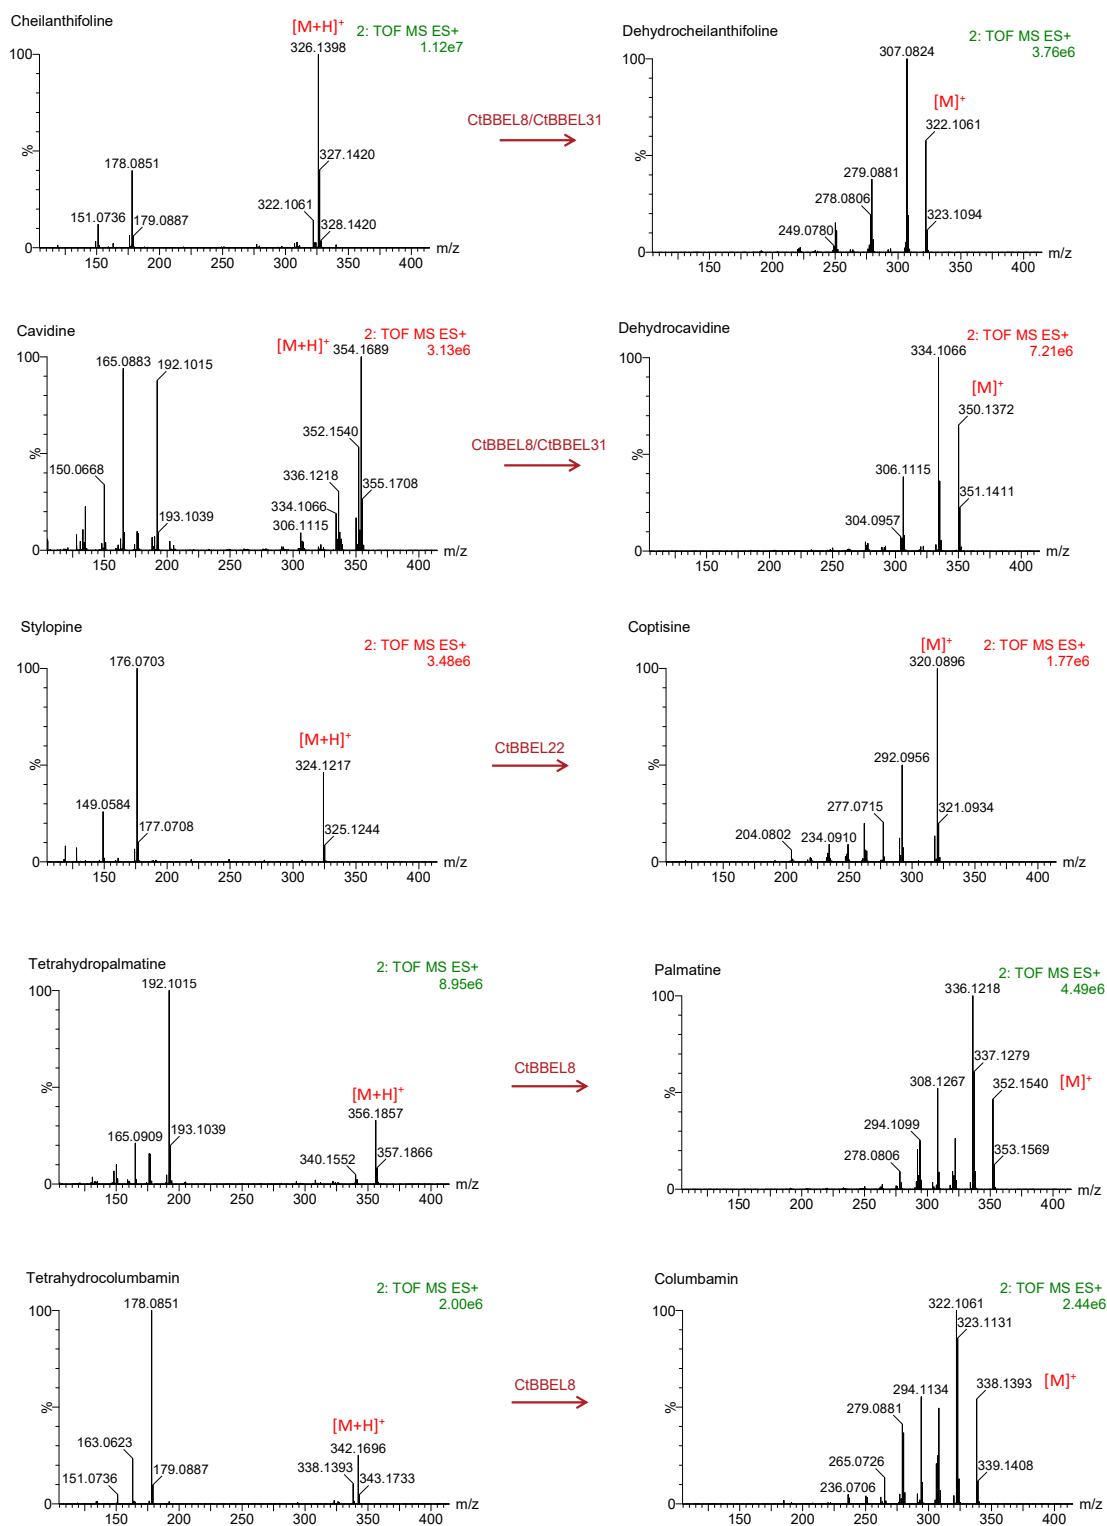 Cheilanthifoline
[M+H]+
2: TOF MS ES+
1.12e7
326.1398
100
%
0
178.0851
151.0736
179.0887
322.1061
327.1420
328.1420
150 200 250 300 350 400 m/z
CtBBEL8/CtBBEL31
Dehydrocheilanthifoline
2: TOF MS ES+
3.76e6
307.0824
[M]+
322.1061
100
%
0
279.0881
278.0806
249.0780
323.1094
150 200 250 300 350 400 m/z
Cavidine
2: TOF MS ES+
3.13e6
[M+H]+
354.1689
100
%
0
165.0883
192.1015
150.0668
193.1039
352.1540
336.1218
334.1066
306.1115
355.1708
150 200 250 300 350 400 m/z
CtBBEL8/CtBBEL31
Dehydrocavidine
2: TOF MS ES+
7.21e6
334.1066
[M]+
350.1372
100
%
0
306.1115
304.0957
351.1411
150 200 250 300 350 400 m/z
Stylopine
2: TOF MS ES+
3.48e6
176.0703
100
%
0
[M+H]+
324.1217
149.0584
177.0708
325.1244
150 200 250 300 350 400 m/z
CtBBEL22
Coptisine
[M]+
2: TOF MS ES+
1.77e6
320.0896
100
%
0
292.0956
277.0715
204.0802
234.0910
321.0934
150 200 250 300 350 400 m/z
Tetrahydropalmatine
2: TOF MS ES+
8.95e6
192.1015
100
%
0
[M+H]+
356.1857
165.0909
193.1039
340.1552
357.1866
150 200 250 300 350 400 m/z
CtBBEL8
Palmatine
2: TOF MS ES+
4.49e6
336.1218
100
%
0
337.1279
[M]+
308.1267
352.1540
294.1099
278.0806
353.1569
150 200 250 300 350 400 m/z
Tetrahydrocolumbamin
2: TOF MS ES+
2.00e6
178.0851
100
%
0
[M+H]+
342.1696
163.0623
338.1393
151.0736
179.0887
343.1733
150 200 250 300 350 400 m/z
CtBBEL8
Columbamin
2: TOF MS ES+
2.44e6
322.1061
323.1131
100
%
0
[M]+
338.1393
294.1134
279.0881
265.0726
236.0706
339.1408
150 200 250 300 350 400 m/z